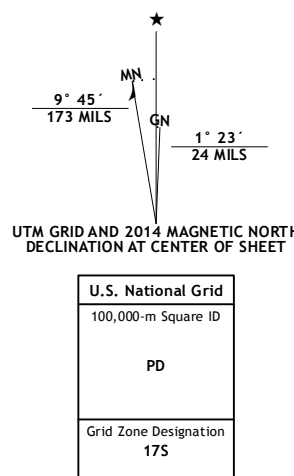 ★
MN
GN
9° 45´
173 MILS
1° 23´
24 MILS
UTM GRID AND 2014 MAGNETIC NORTH
DECLINATION AT CENTER OF SHEET
U.S. National Grid
100,000-m Square ID
PD
Grid Zone Designation
17S